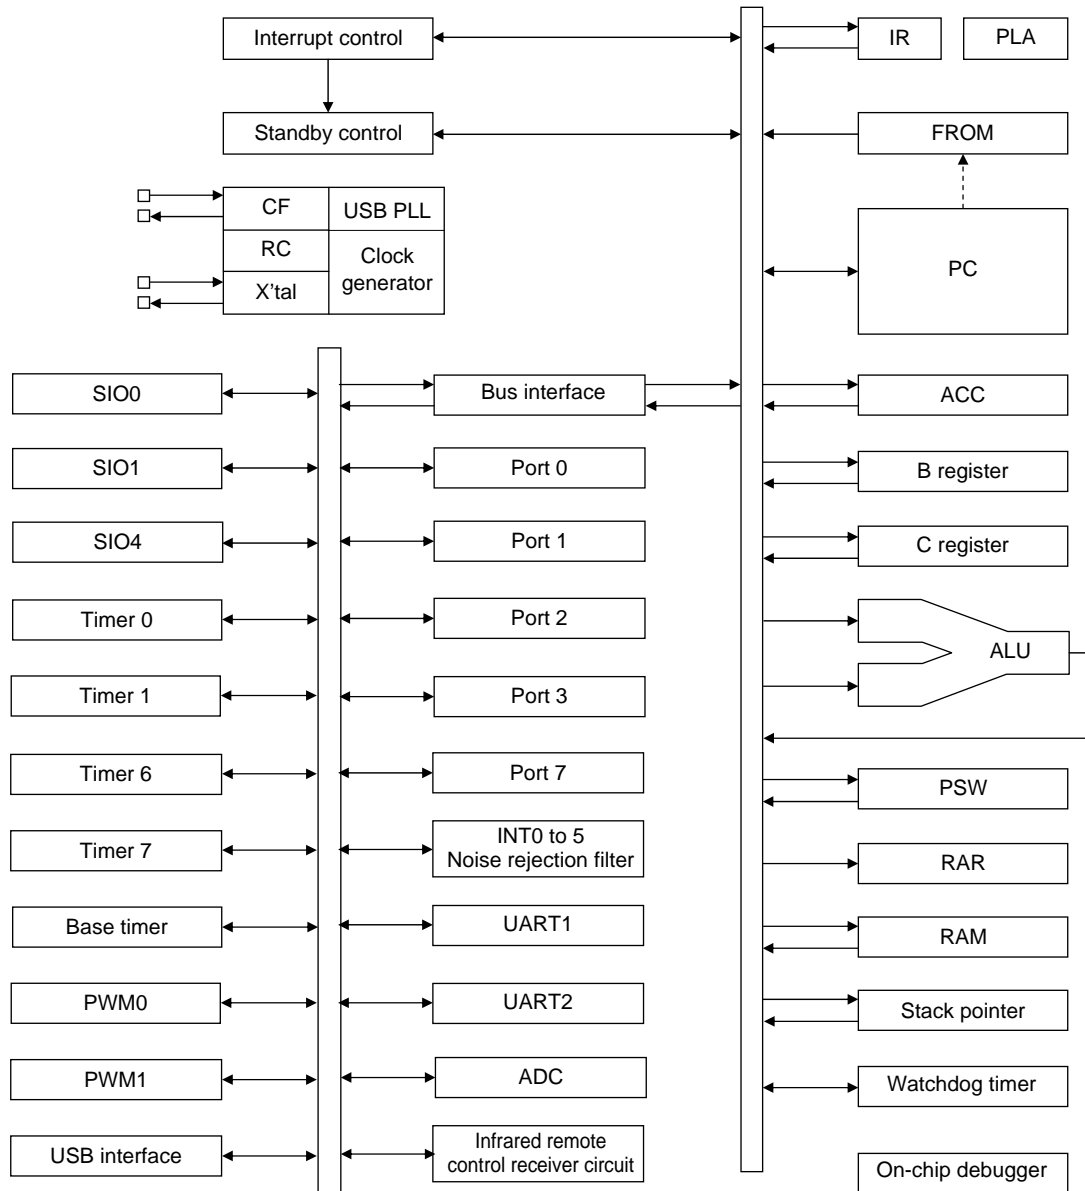 Interrupt control
IR
PLA
Standby control
FROM
CF
USB PLL
RC
Clock
generator
X'tal
PC
SIO0
Bus interface
ACC
SIO1
Port 0
B register
SIO4
Port 1
C register
Timer 0
Port 2
ALU
Timer 1
Port 3
Timer 6
Port 7
PSW
Timer 7
INT0 to 5
Noise rejection filter
RAR
Base timer
UART1
RAM
PWM0
UART2
Stack pointer
PWM1
ADC
Watchdog timer
USB interface
Infrared remote
control receiver circuit
On-chip debugger